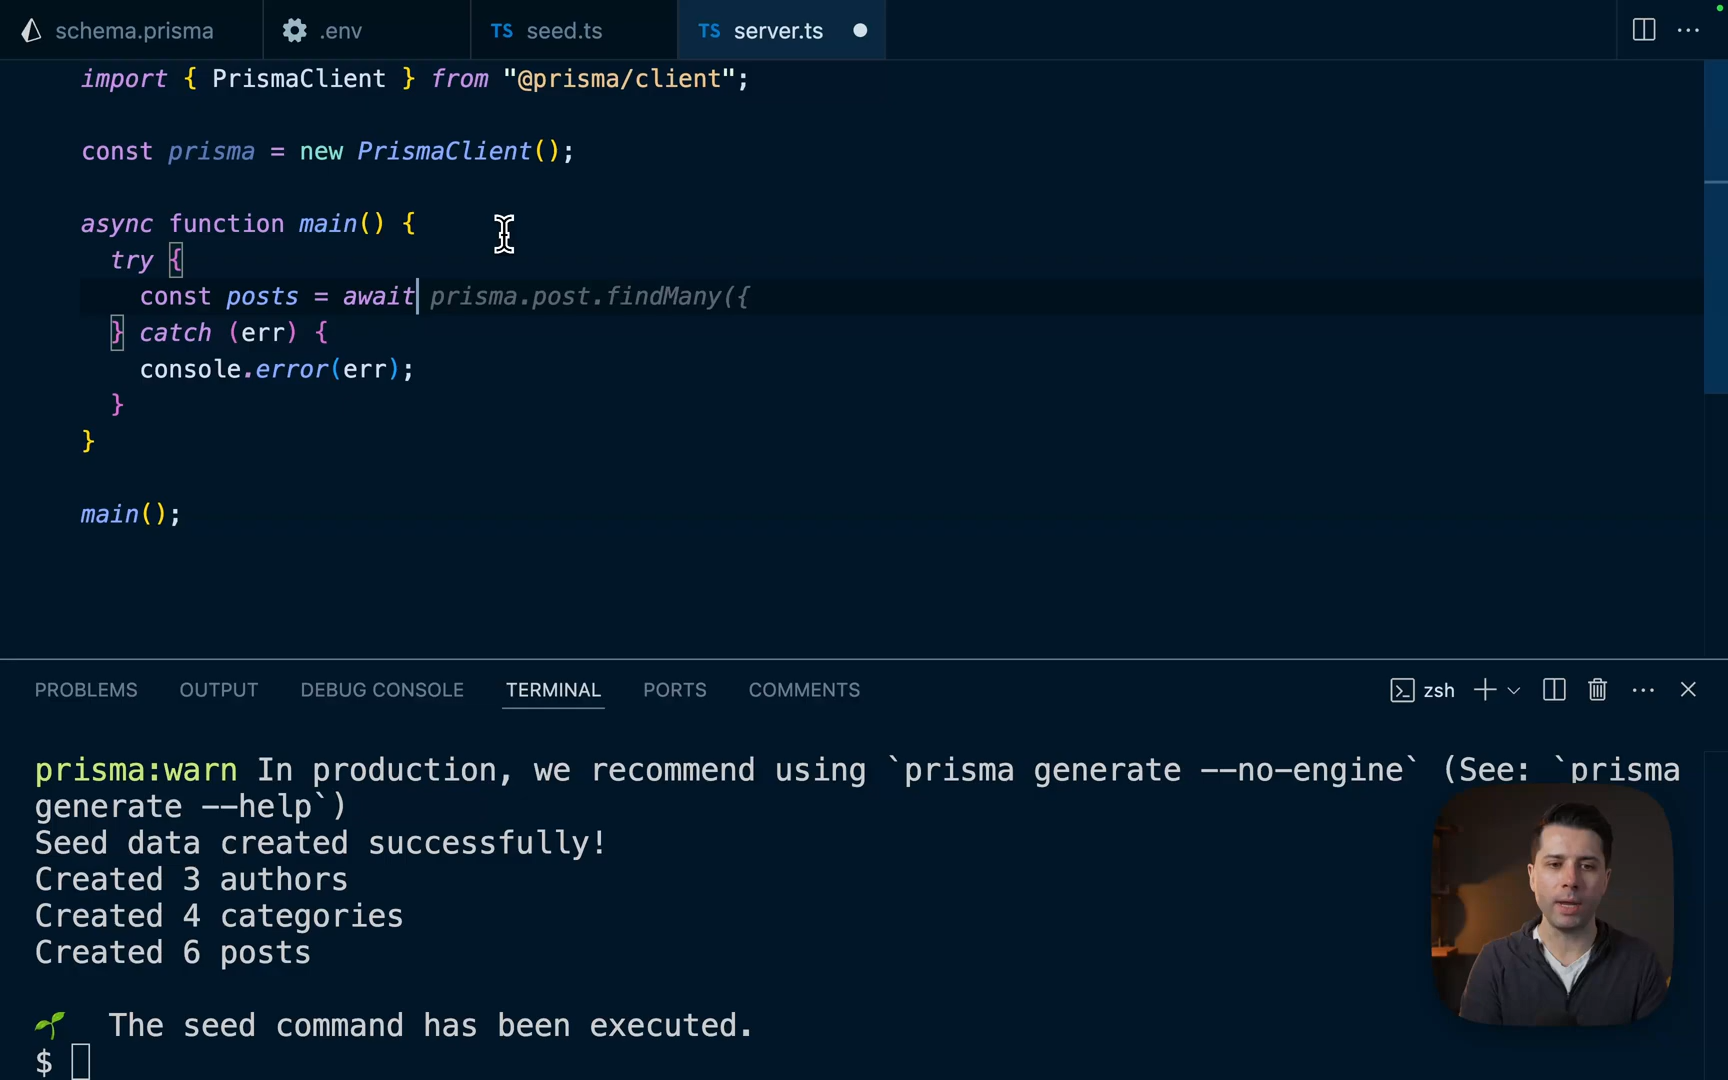 schema.prisma
.env
TS seed.ts
TS server.ts
import { PrismaClient } from "@prisma/client";
const prisma = new PrismaClient();
async function main() {
try {
const posts = await prisma.post.findMany({
} catch (err) {
console.error(err);
}
}
main();
PROBLEMS OUTPUT DEBUG CONSOLE TERMINAL PORTS COMMENTS
zsh
prisma:warn In production, we recommend using `prisma generate --no-engine` (See: `prisma
generate --help`)
Seed data created successfully!
Created 3 authors
Created 4 categories
Created 6 posts
The seed command has been executed.
$